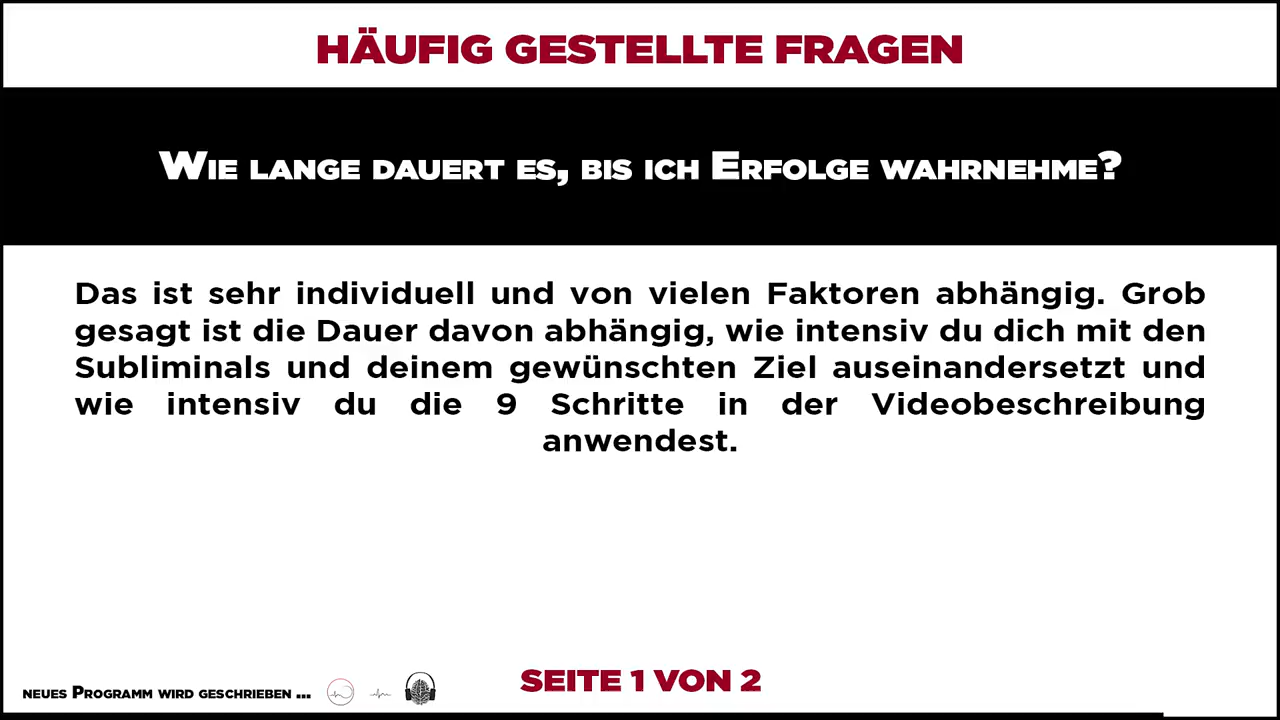 HÄUFIG GESTELLTE FRAGEN
Wie lange dauert es, bis ich Erfolge wahrnehme?
Das ist sehr individuell und von vielen Faktoren abhängig. Grob
gesagt ist die Dauer davon abhängig, wie intensiv du dich mit den
Subliminals und deinem gewünschten Ziel auseinandersetzt und
wie intensiv du die 9 Schritte in der Videobeschreibung
anwendest.
SEITE 1 VON 2
neues Programm wird geschrieben ...